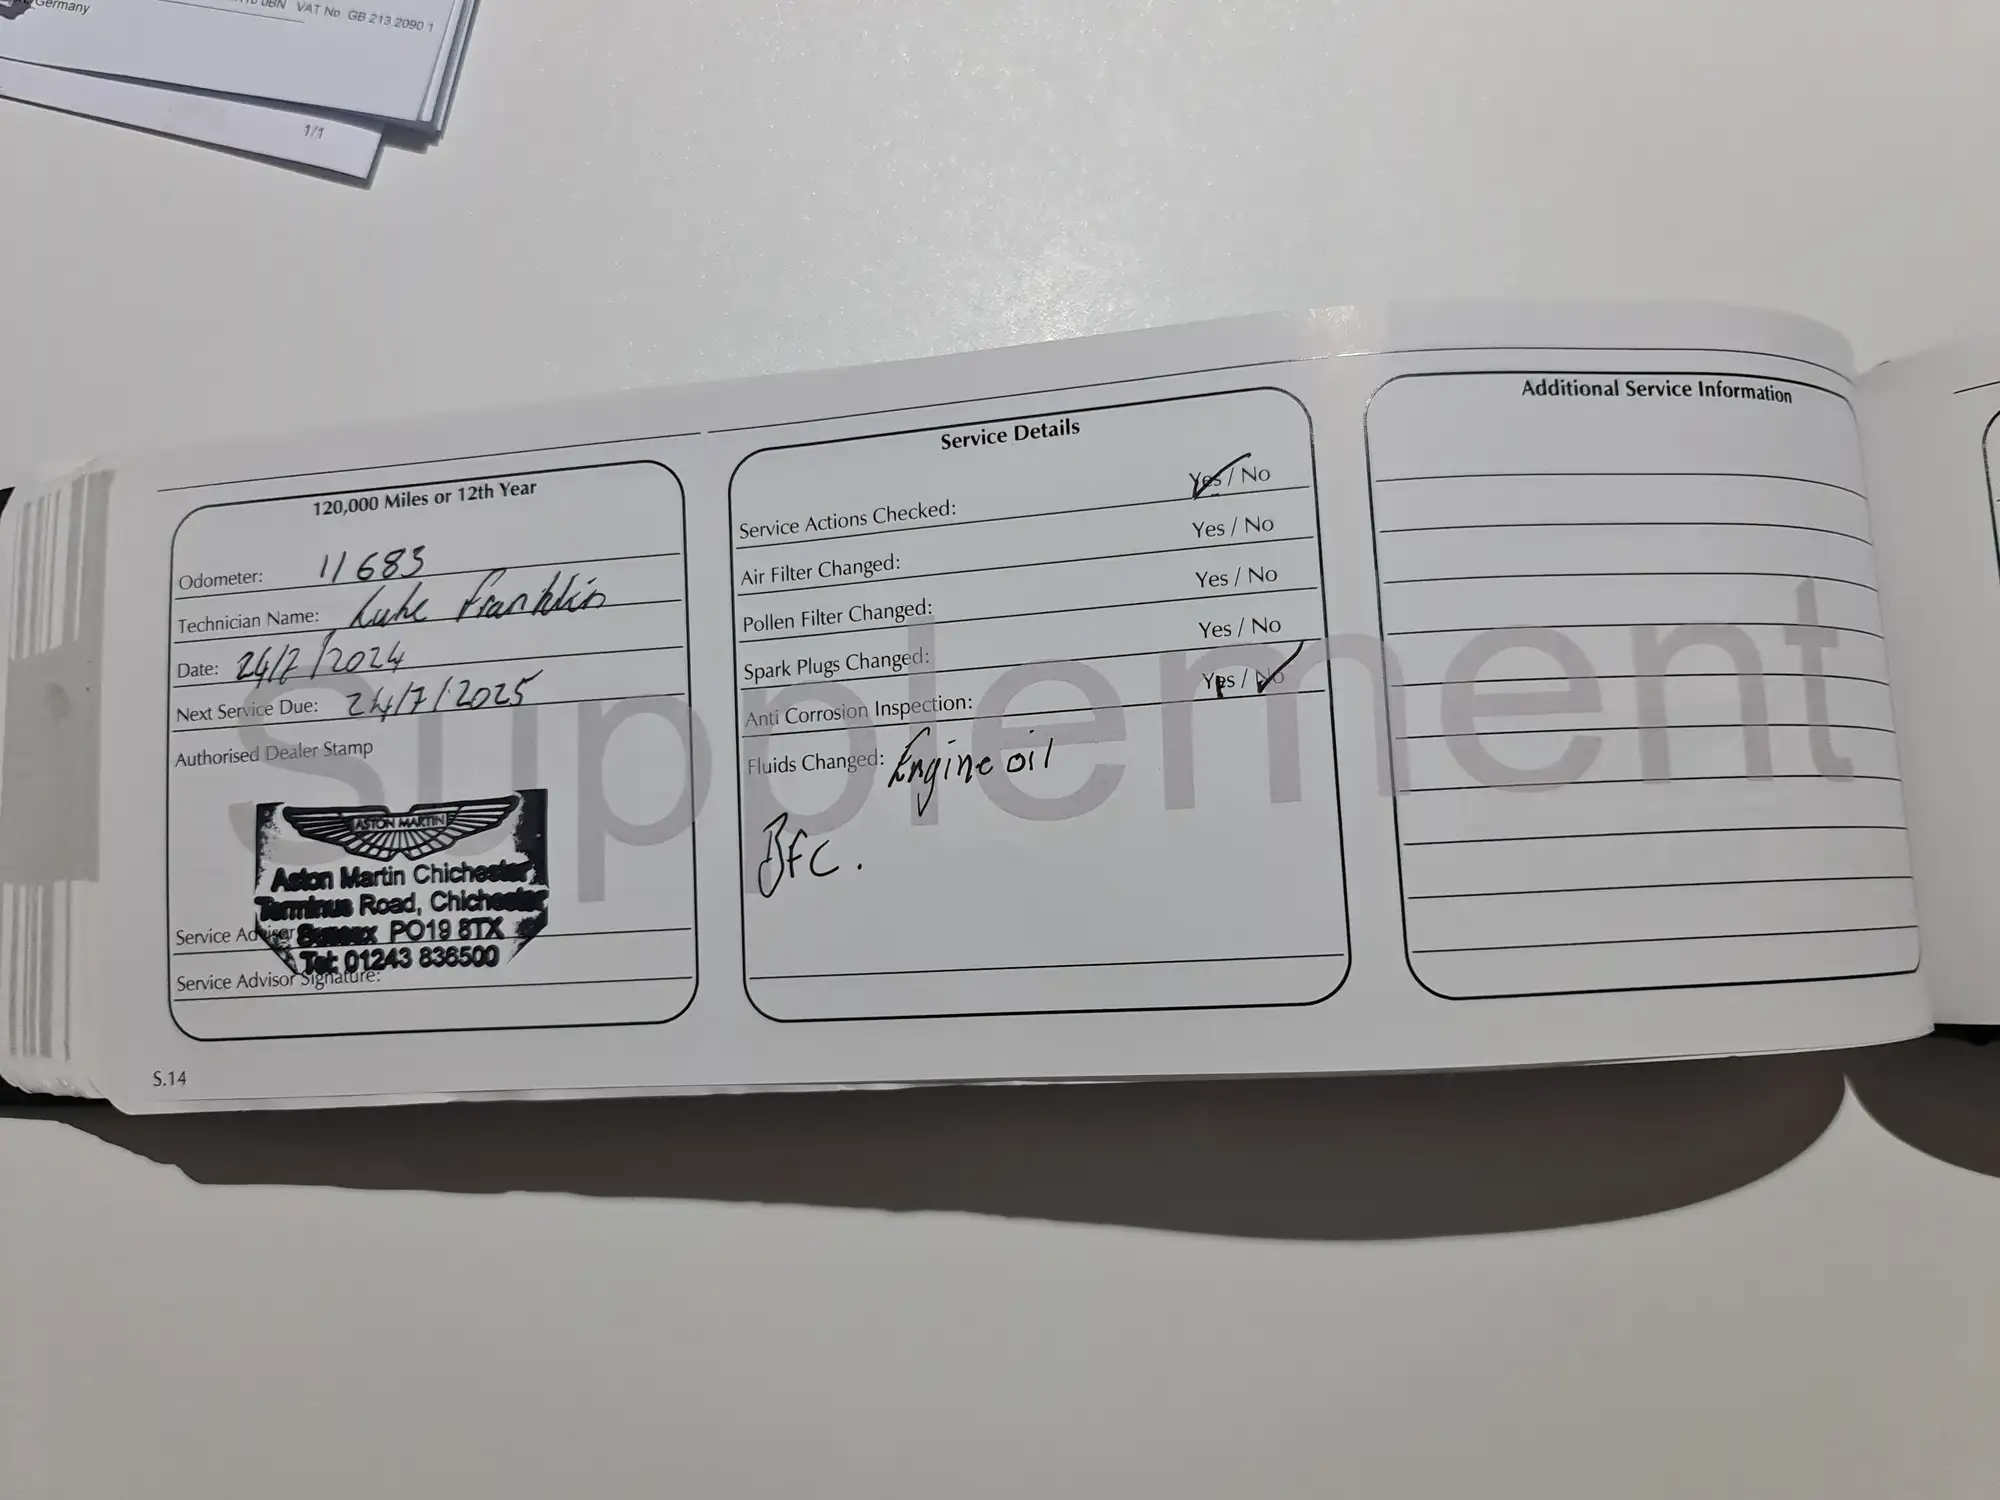 Germany
VAT No GB 213 2090 1
1/1
120,000 Miles or 12th Year
Odometer: 11683
Technician Name: Luke Franklin
Date: 24/7/2024
Next Service Due: 24/7/2025
Authorised Dealer Stamp
ASTON MARTIN
Aston Martin Chichester
Terminus Road, Chichester
Sussex PO19 8TX
Tel: 01243 836500
Service Advisor
Service Advisor Signature:
Service Details
Service Actions Checked: Yes / No
Air Filter Changed: Yes / No
Pollen Filter Changed: Yes / No
Spark Plugs Changed: Yes / No
Anti Corrosion Inspection: Yes / No
Fluids Changed: Engine oil
BFC.
Additional Service Information
Supplement
S.14